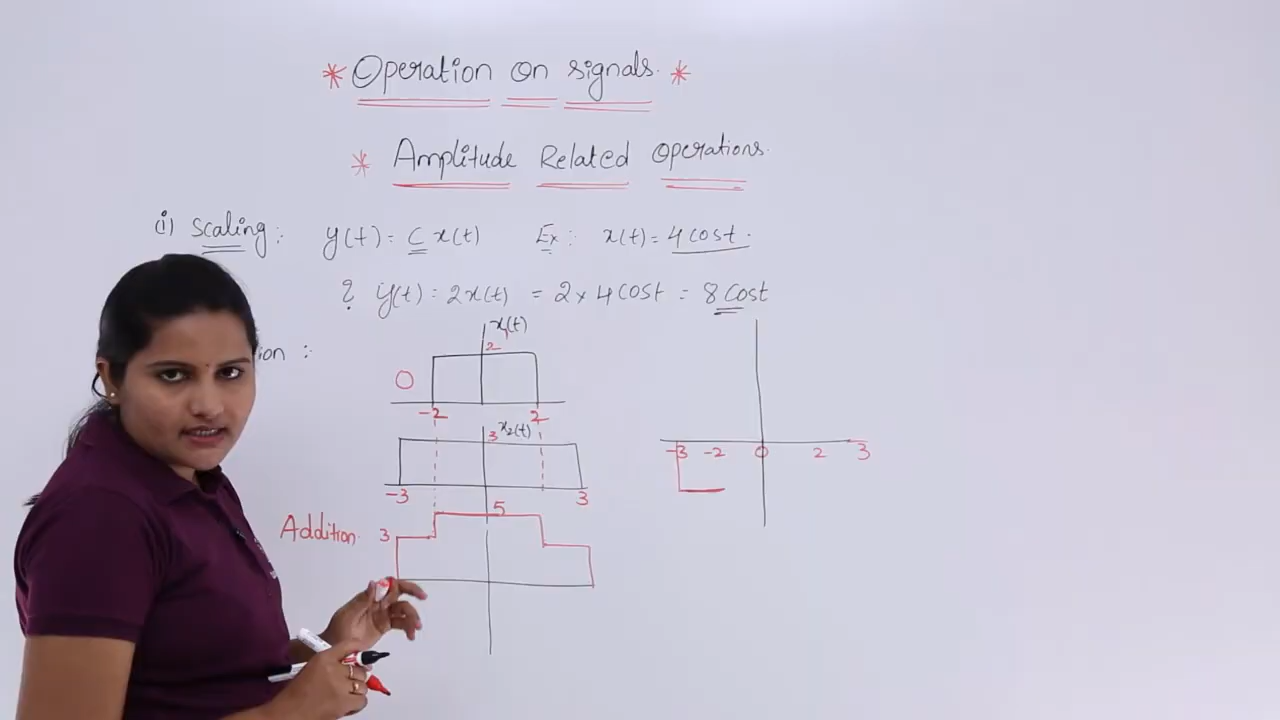 * Operation on signals. *
* Amplitude Related Operations.
(i) Scaling : y(t) = C x(t) Ex : x(t) = 4 cost.
? y(t) = 2x(t) = 2 × 4 cost = 8 cost
ion :
x₁(t)
2
0
-2 2
3 x₂(t)
-3 3
Addition
3
5
-3 -2 0 2 3